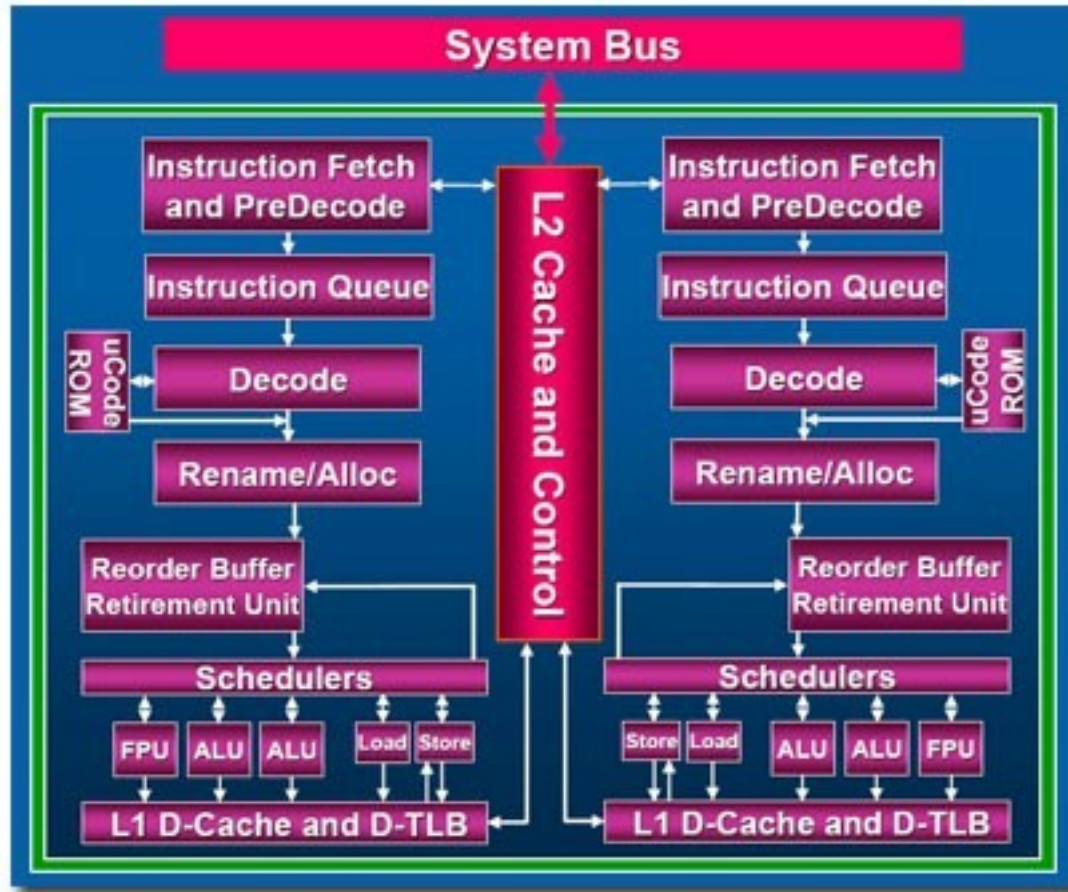 System Bus
Instruction Fetch
and PreDecode
Instruction Queue
uCode
ROM
Decode
Rename/Alloc
Reorder Buffer
Retirement Unit
Schedulers
FPU
ALU
ALU
Load
Store
L1 D-Cache and D-TLB
L2 Cache and Control
Instruction Fetch
and PreDecode
Instruction Queue
Decode
uCode
ROM
Rename/Alloc
Reorder Buffer
Retirement Unit
Schedulers
Store
Load
ALU
ALU
FPU
L1 D-Cache and D-TLB